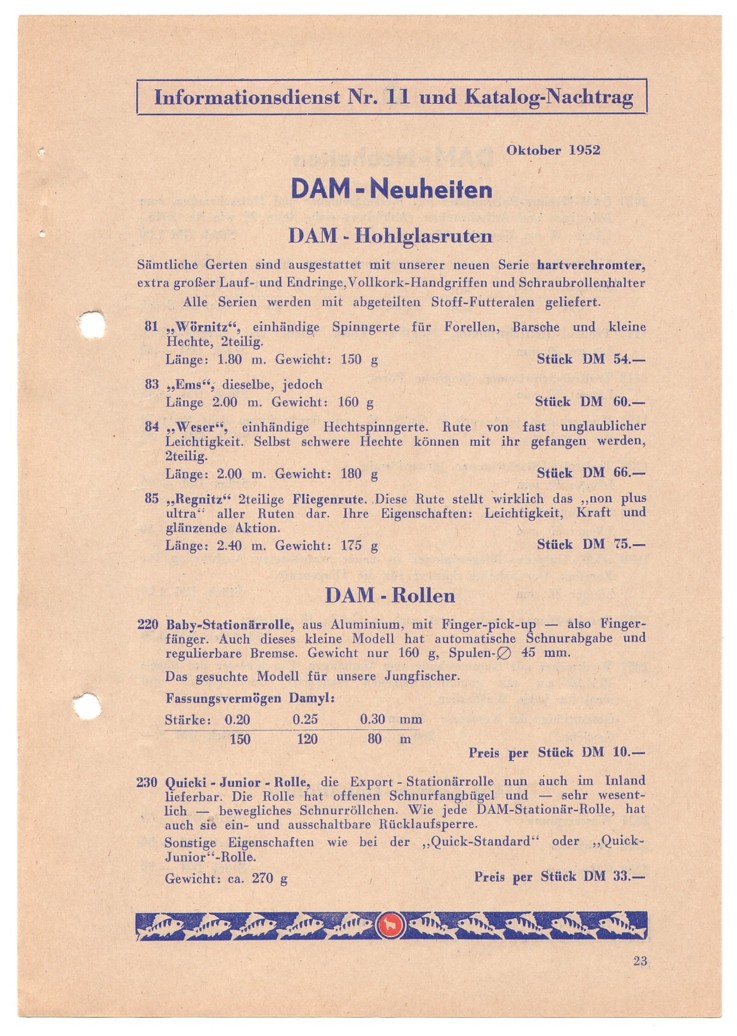 Informationsdienst Nr. 11 und Katalog-Nachtrag
Oktober 1952
DAM-Neuheiten
DAM - Hohlglasruten
Sämtliche Gerten sind ausgestattet mit unserer neuen Serie hartverchromter,
extra großer Lauf- und Endringe, Vollkork-Handgriffen und Schraubrollenhalter
Alle Serien werden mit abgeteilten Stoff-Futteralen geliefert.
81 „Wörnitz“, einhändige Spinngerte für Forellen, Barsche und kleine
Hechte, 2teilig.
Länge: 1.80 m. Gewicht: 150 g Stück DM 54.—
83 „Ems“, dieselbe, jedoch
Länge 2.00 m. Gewicht: 160 g Stück DM 60.—
84 „Weser“, einhändige Hechtspinngerte. Rute von fast unglaublicher
Leichtigkeit. Selbst schwere Hechte können mit ihr gefangen werden,
2teilig.
Länge: 2.00 m. Gewicht: 180 g Stück DM 66.—
85 „Regnitz“ 2teilige Fliegenrute. Diese Rute stellt wirklich das „non plus
ultra“ aller Ruten dar. Ihre Eigenschaften: Leichtigkeit, Kraft und
glänzende Aktion.
Länge: 2.40 m. Gewicht: 175 g Stück DM 75.—
DAM - Rollen
220 Baby-Stationärrolle, aus Aluminium, mit Finger-pick-up — also Finger-
fänger. Auch dieses kleine Modell hat automatische Schnurabgabe und
regulierbare Bremse. Gewicht nur 160 g, Spulen-∅ 45 mm.
Das gesuchte Modell für unsere Jungfischer.
Fassungsvermögen Damyl:
Stärke: 0.20 0.25 0.30 mm
150 120 80 m
Preis per Stück DM 10.—
230 Quicki - Junior - Rolle, die Export - Stationärrolle nun auch im Inland
lieferbar. Die Rolle hat offenen Schnurfangbügel und — sehr wesent-
lich — bewegliches Schnurröllchen. Wie jede DAM-Stationär-Rolle, hat
auch sie ein- und ausschaltbare Rücklaufsperre.
Sonstige Eigenschaften wie bei der „Quick-Standard“ oder „Quick-
Junior“-Rolle.
Gewicht: ca. 270 g Preis per Stück DM 33.—
23